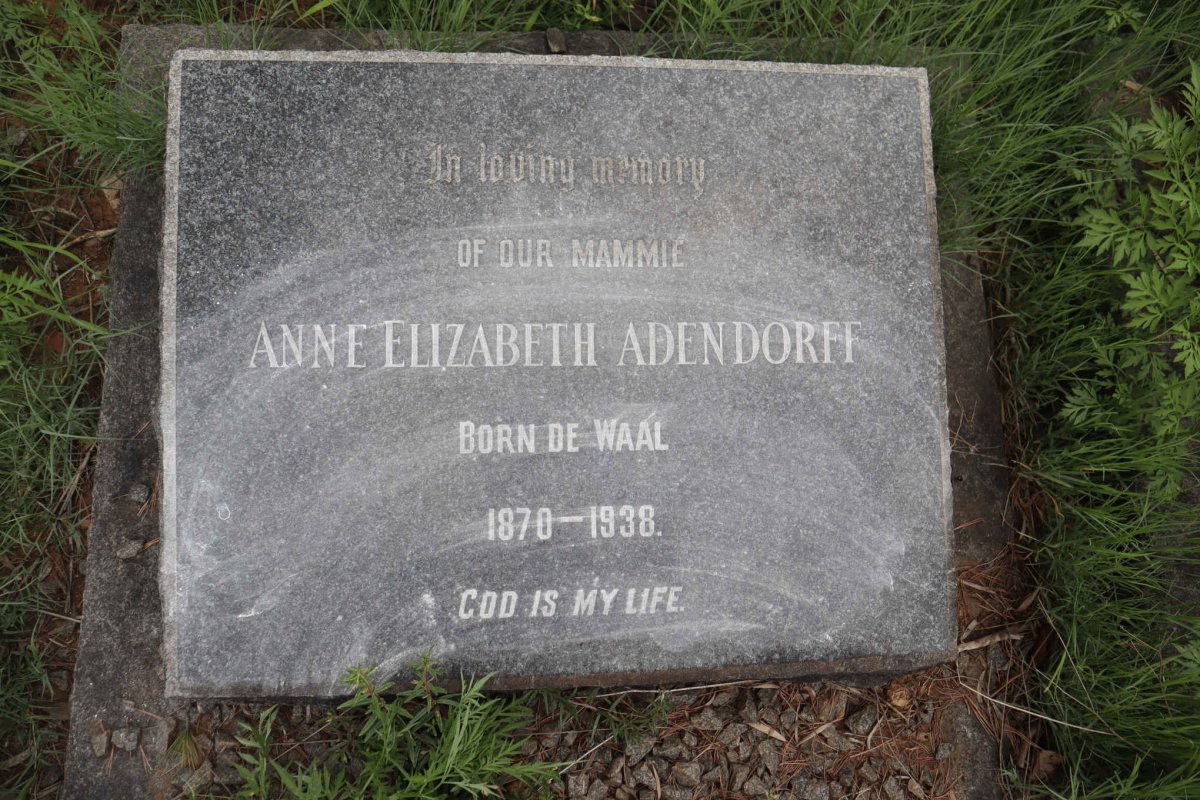 In loving memory
OF OUR MAMMIE
ANNE ELIZABETH ADENDORFF
BORN DE WAAL
1870–1938.
GOD IS MY LIFE.